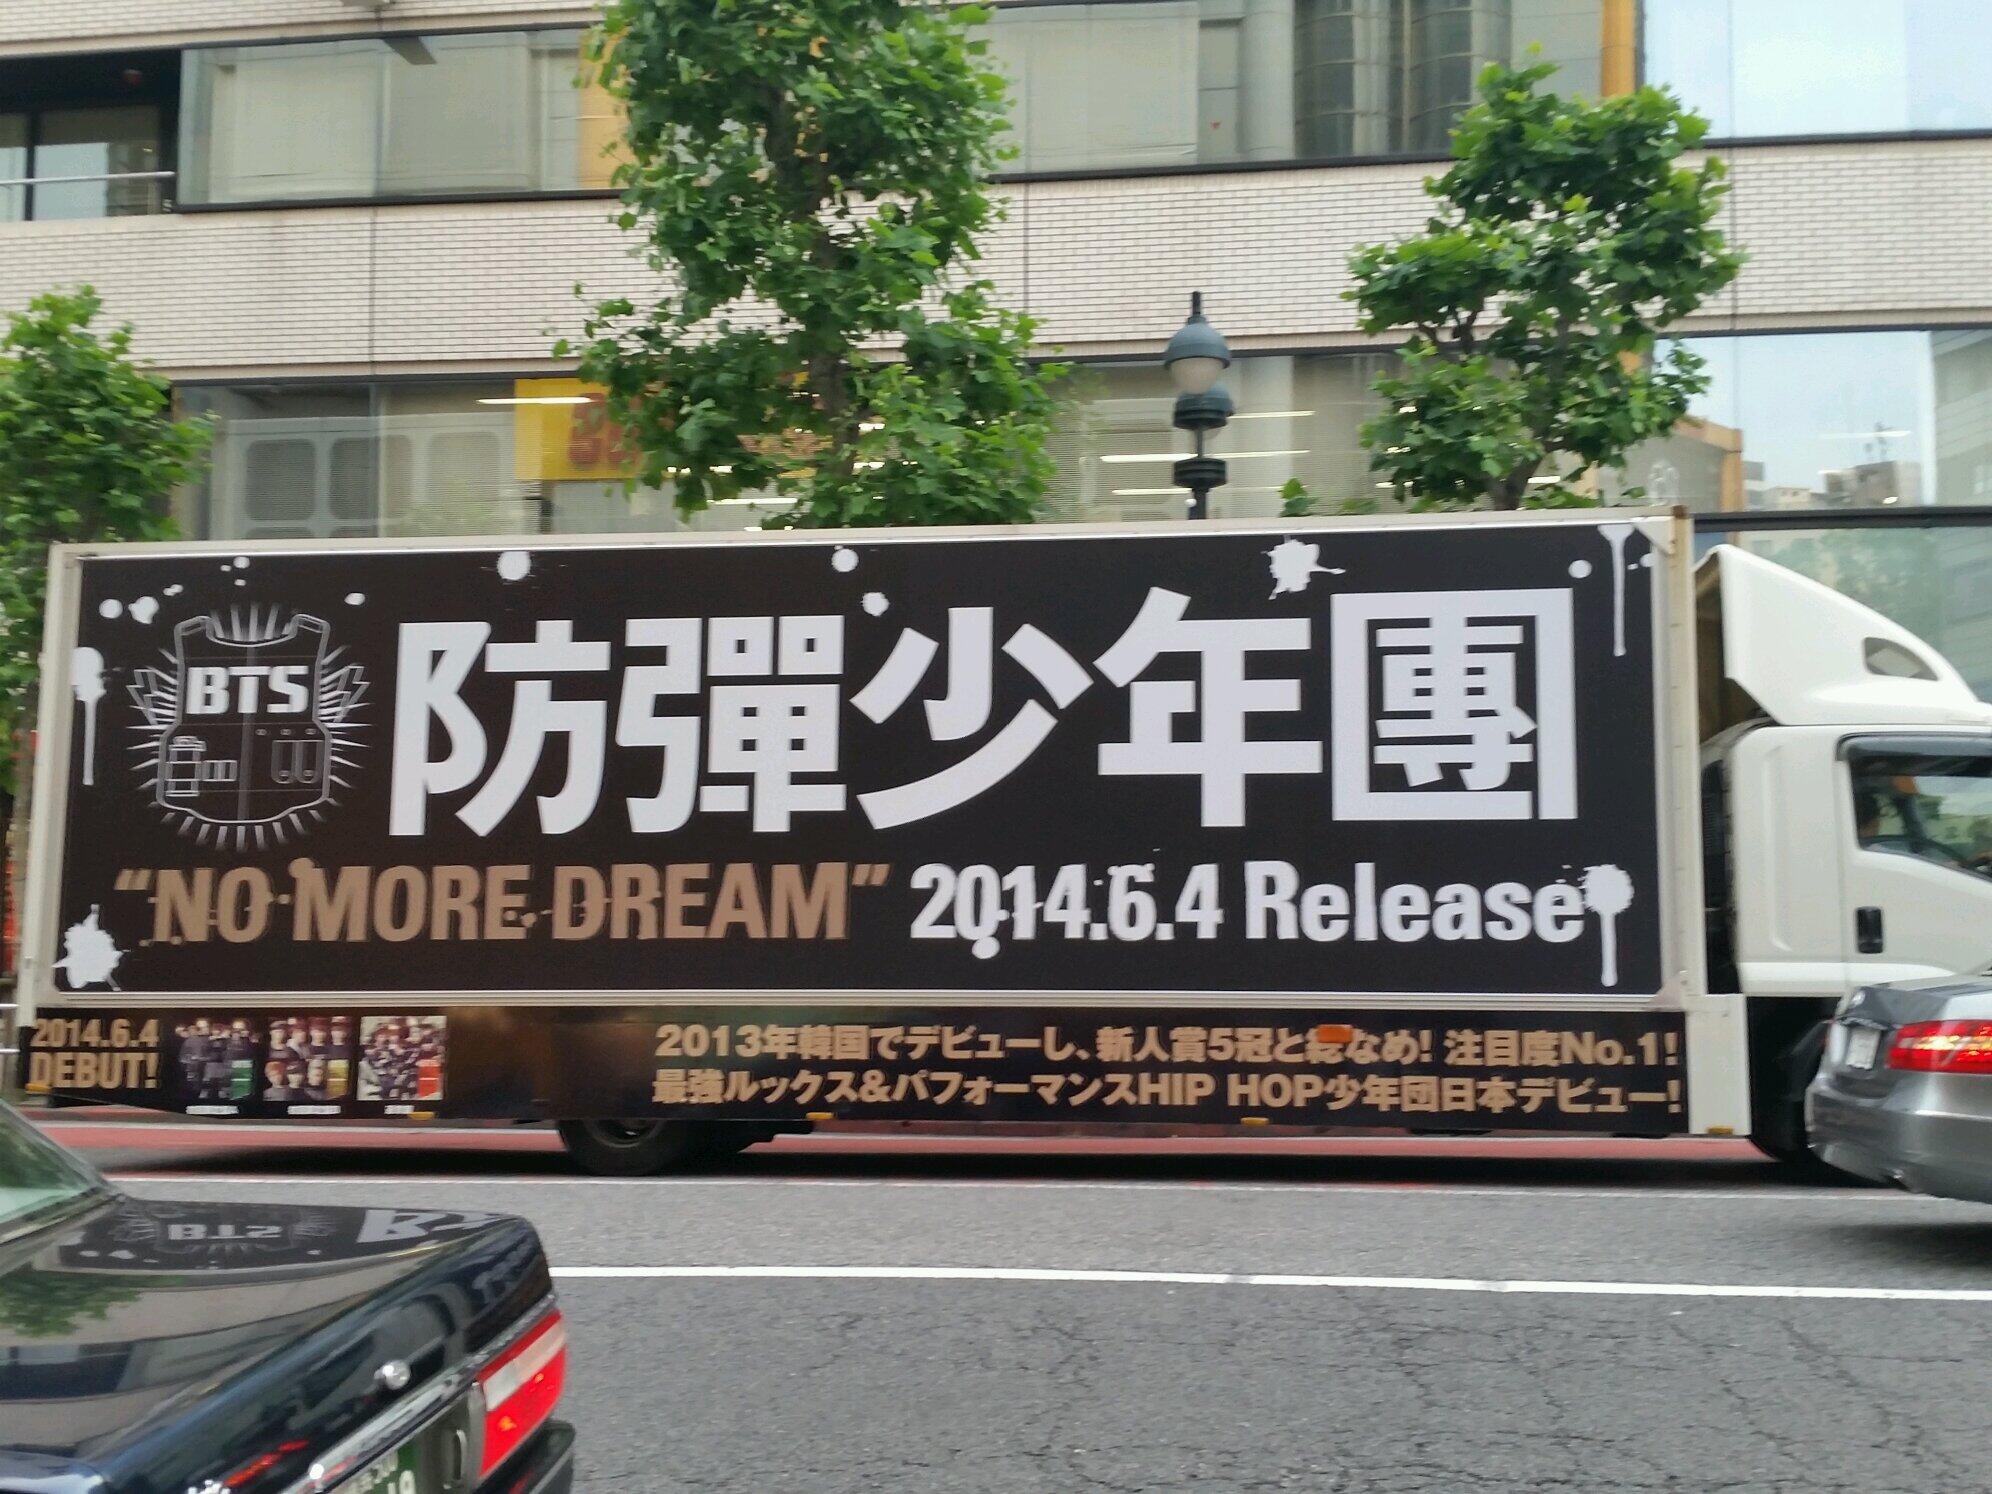 BTS
防彈少年團
"NO MORE DREAM" 2014.6.4 Release
2014.6.4
DEBUT!
2013年韓国でデビューし、新人賞5冠と総なめ! 注目度No.1!
最強ルックス&パフォーマンスHIP HOP少年団日本デビュー!